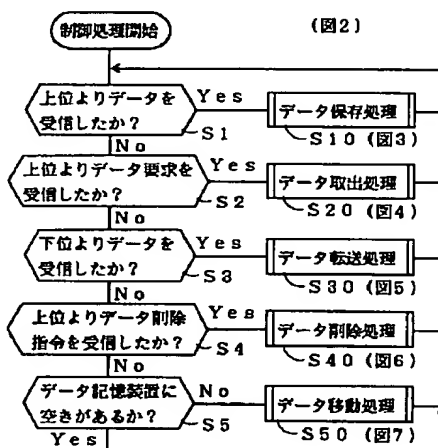 制御処理開始
(図2)
上位よりデータを
受信したか?
S1
Yes
データ保存処理
S10 (図3)
No
上位よりデータ要求を
受信したか?
S2
Yes
データ取出処理
S20 (図4)
No
下位よりデータを
受信したか?
S3
Yes
データ転送処理
S30 (図5)
No
上位よりデータ削除
指令を受信したか?
S4
Yes
データ削除処理
S40 (図6)
No
データ記憶装置に
空きがあるか?
S5
No
データ移動処理
S50 (図7)
Yes